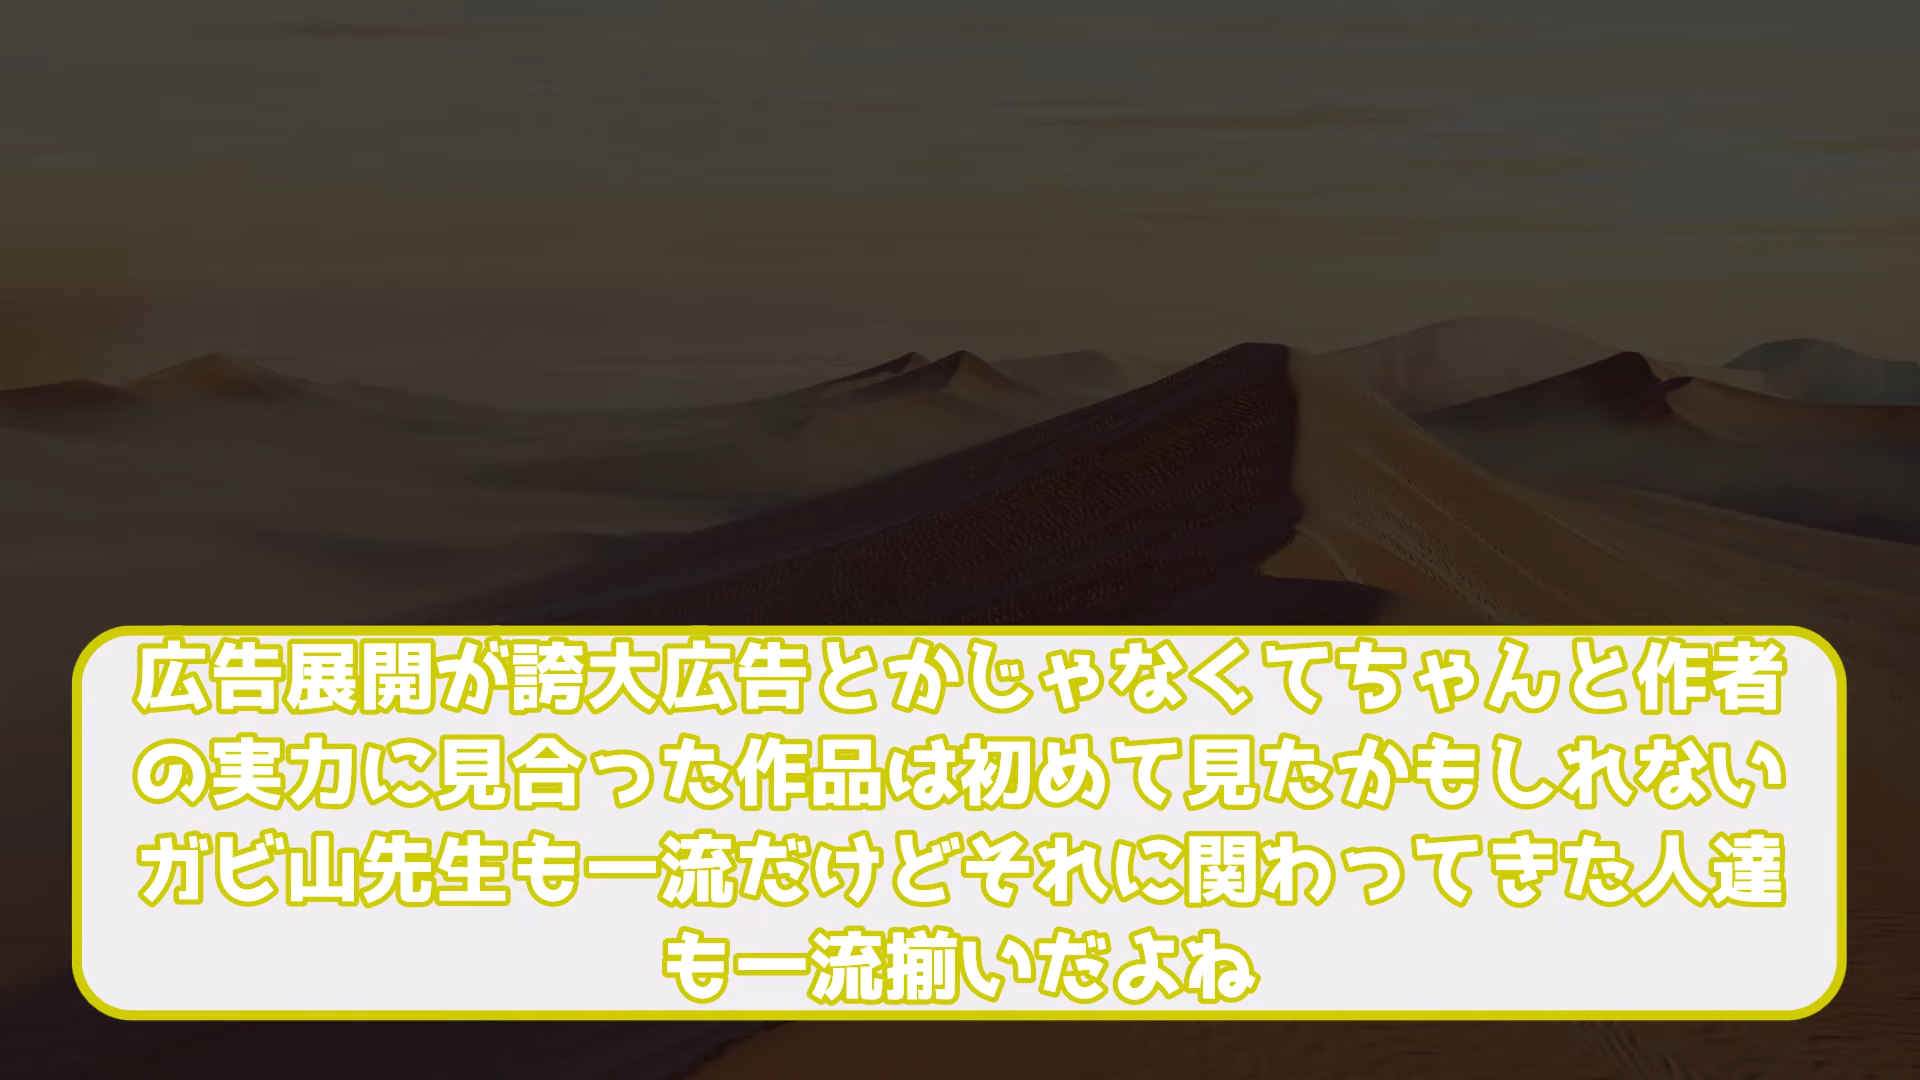 広告展開が誇大広告とかじゃなくてちゃんと作者
の実力に見合った作品は初めて見たかもしれない
ガビ山先生も一流だけどそれに関わってきた人達
も一流揃いだよね